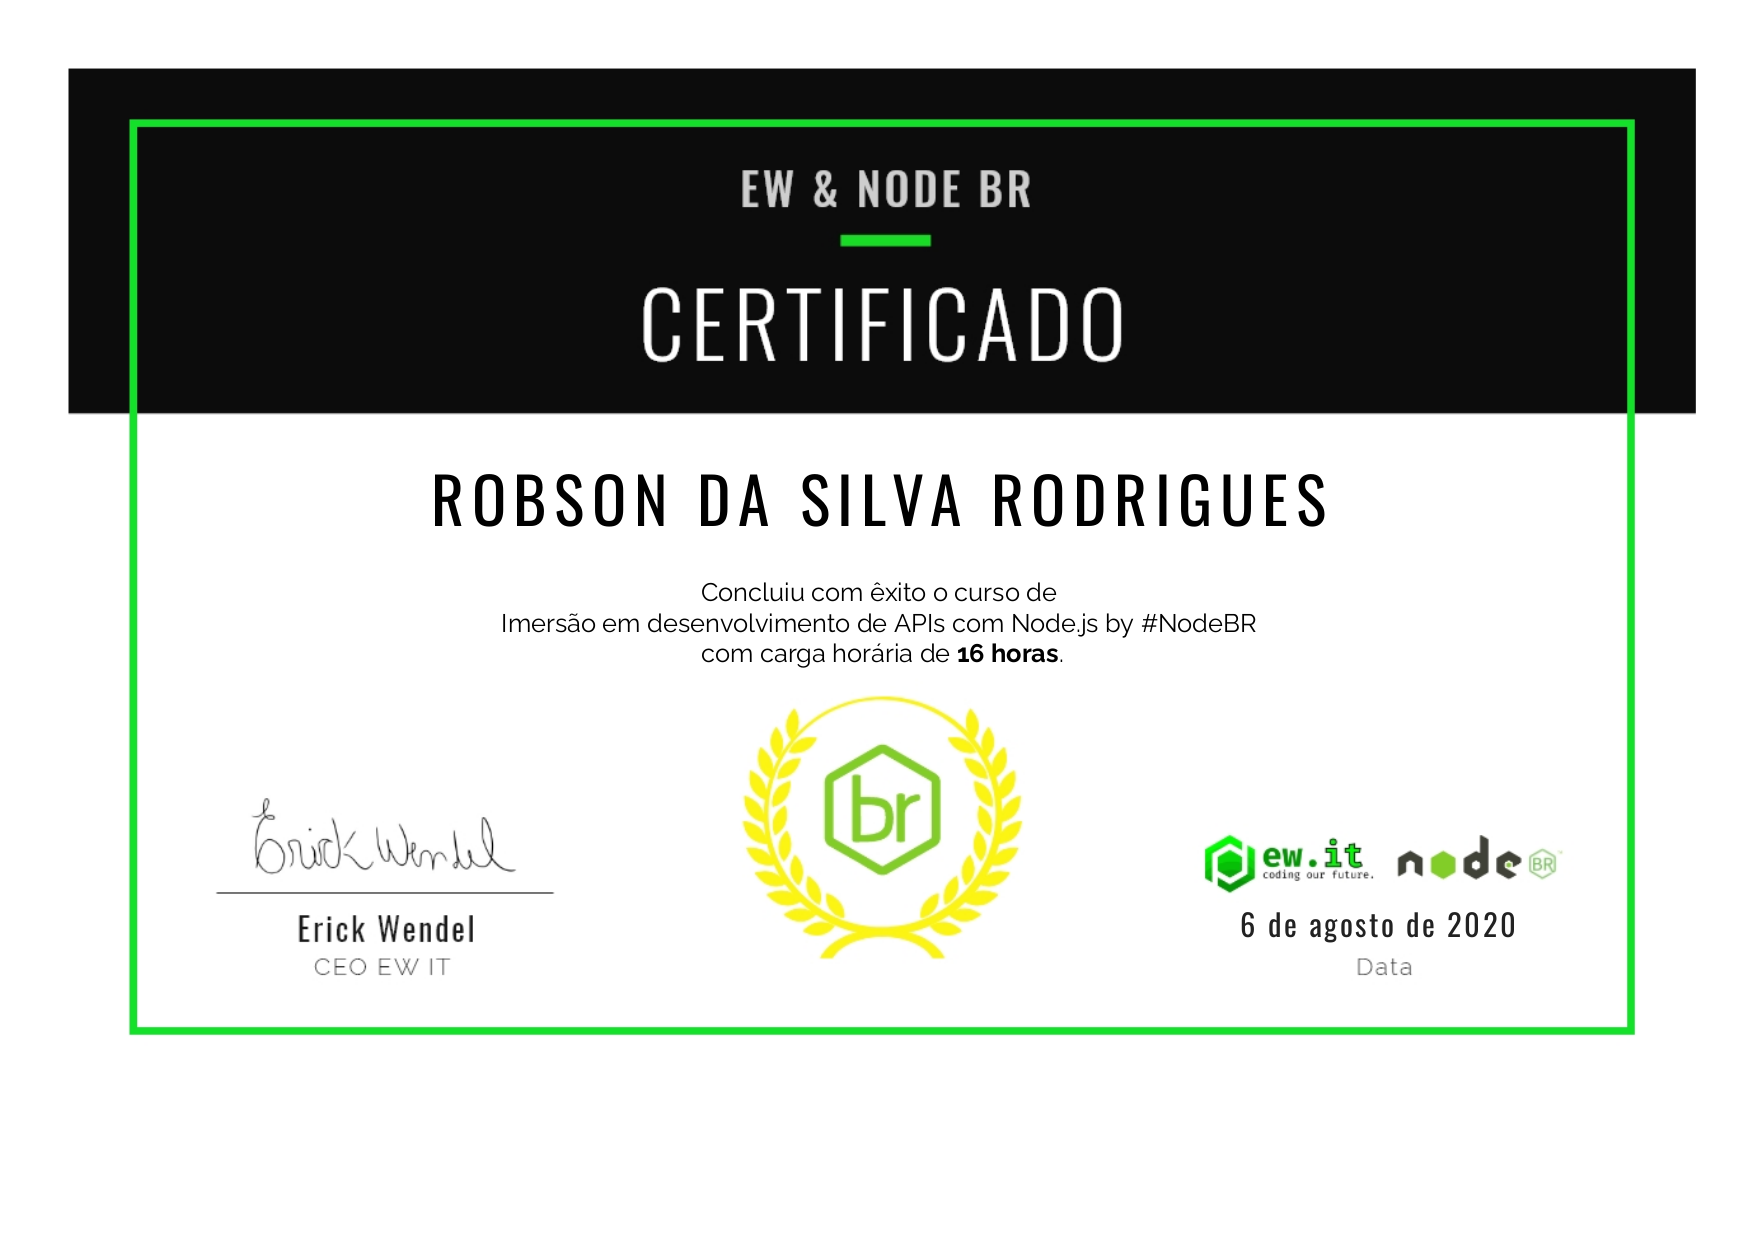 EW & NODE BR
CERTIFICADO
ROBSON DA SILVA RODRIGUES
Concluiu com êxito o curso de
Imersão em desenvolvimento de APIs com Node.js by #NodeBR
com carga horária de 16 horas.
br
Erick Wendel
Erick Wendel
CEO EW IT
ew.it
coding our future.
node BR
6 de agosto de 2020
Data